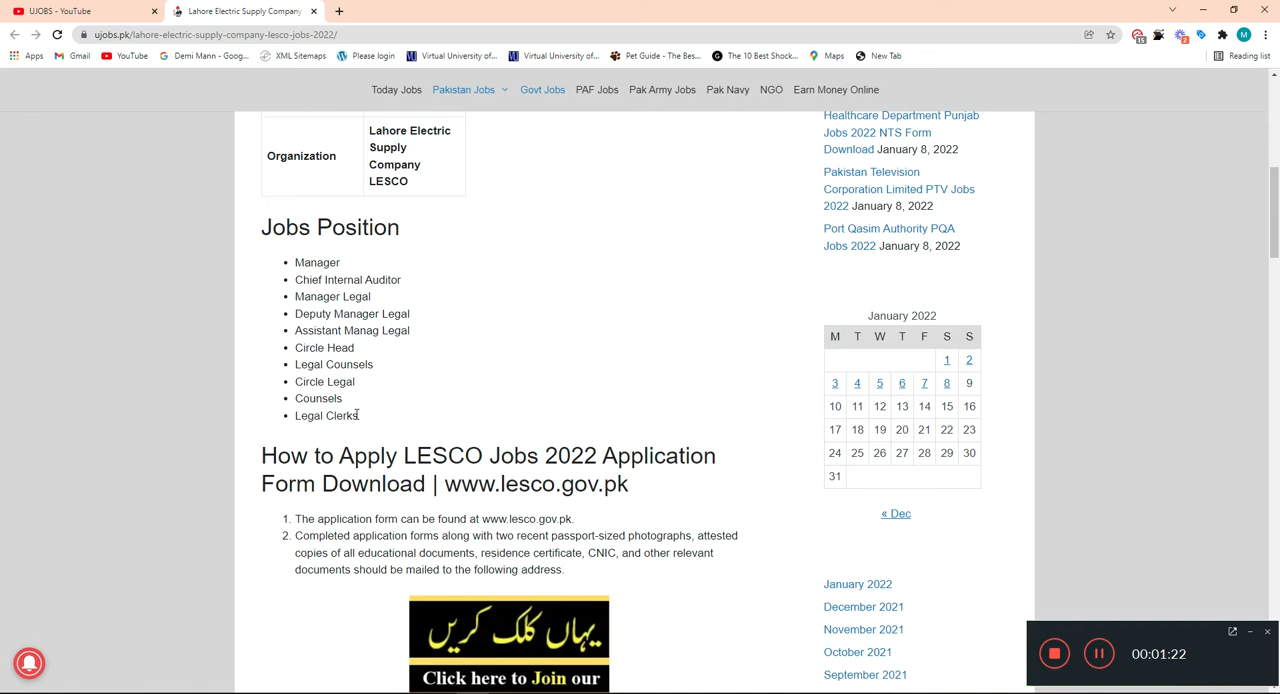 UJOBS - YouTube
Lahore Electric Supply Company
ujobs.pk/lahore-electric-supply-company-lesco-jobs-2022/
Apps
Gmail
YouTube
Demi Mann - Goog...
XML Sitemaps
Please login
Virtual University of...
Virtual University of...
Pet Guide - The Bes...
The 10 Best Shock...
Maps
New Tab
Reading list
15
2
M
Today Jobs
Pakistan Jobs
Govt Jobs
PAF Jobs
Pak Army Jobs
Pak Navy
NGO
Earn Money Online
Organization
Lahore Electric
Supply
Company
LESCO
Jobs Position
Manager
Chief Internal Auditor
Manager Legal
Deputy Manager Legal
Assistant Manag Legal
Circle Head
Legal Counsels
Circle Legal
Counsels
Legal Clerks
How to Apply LESCO Jobs 2022 Application
Form Download | www.lesco.gov.pk
1. The application form can be found at www.lesco.gov.pk.
2. Completed application forms along with two recent passport-sized photographs, attested
copies of all educational documents, residence certificate, CNIC, and other relevant
documents should be mailed to the following address.
یہاں کلک کریں
Click here to Join our
Healthcare Department Punjab
Jobs 2022 NTS Form
Download January 8, 2022
Pakistan Television
Corporation Limited PTV Jobs
2022 January 8, 2022
Port Qasim Authority PQA
Jobs 2022 January 8, 2022
January 2022
M T W T F S S
1 2
3 4 5 6 7 8 9
10 11 12 13 14 15 16
17 18 19 20 21 22 23
24 25 26 27 28 29 30
31
« Dec
January 2022
December 2021
November 2021
October 2021
September 2021
00:01:22